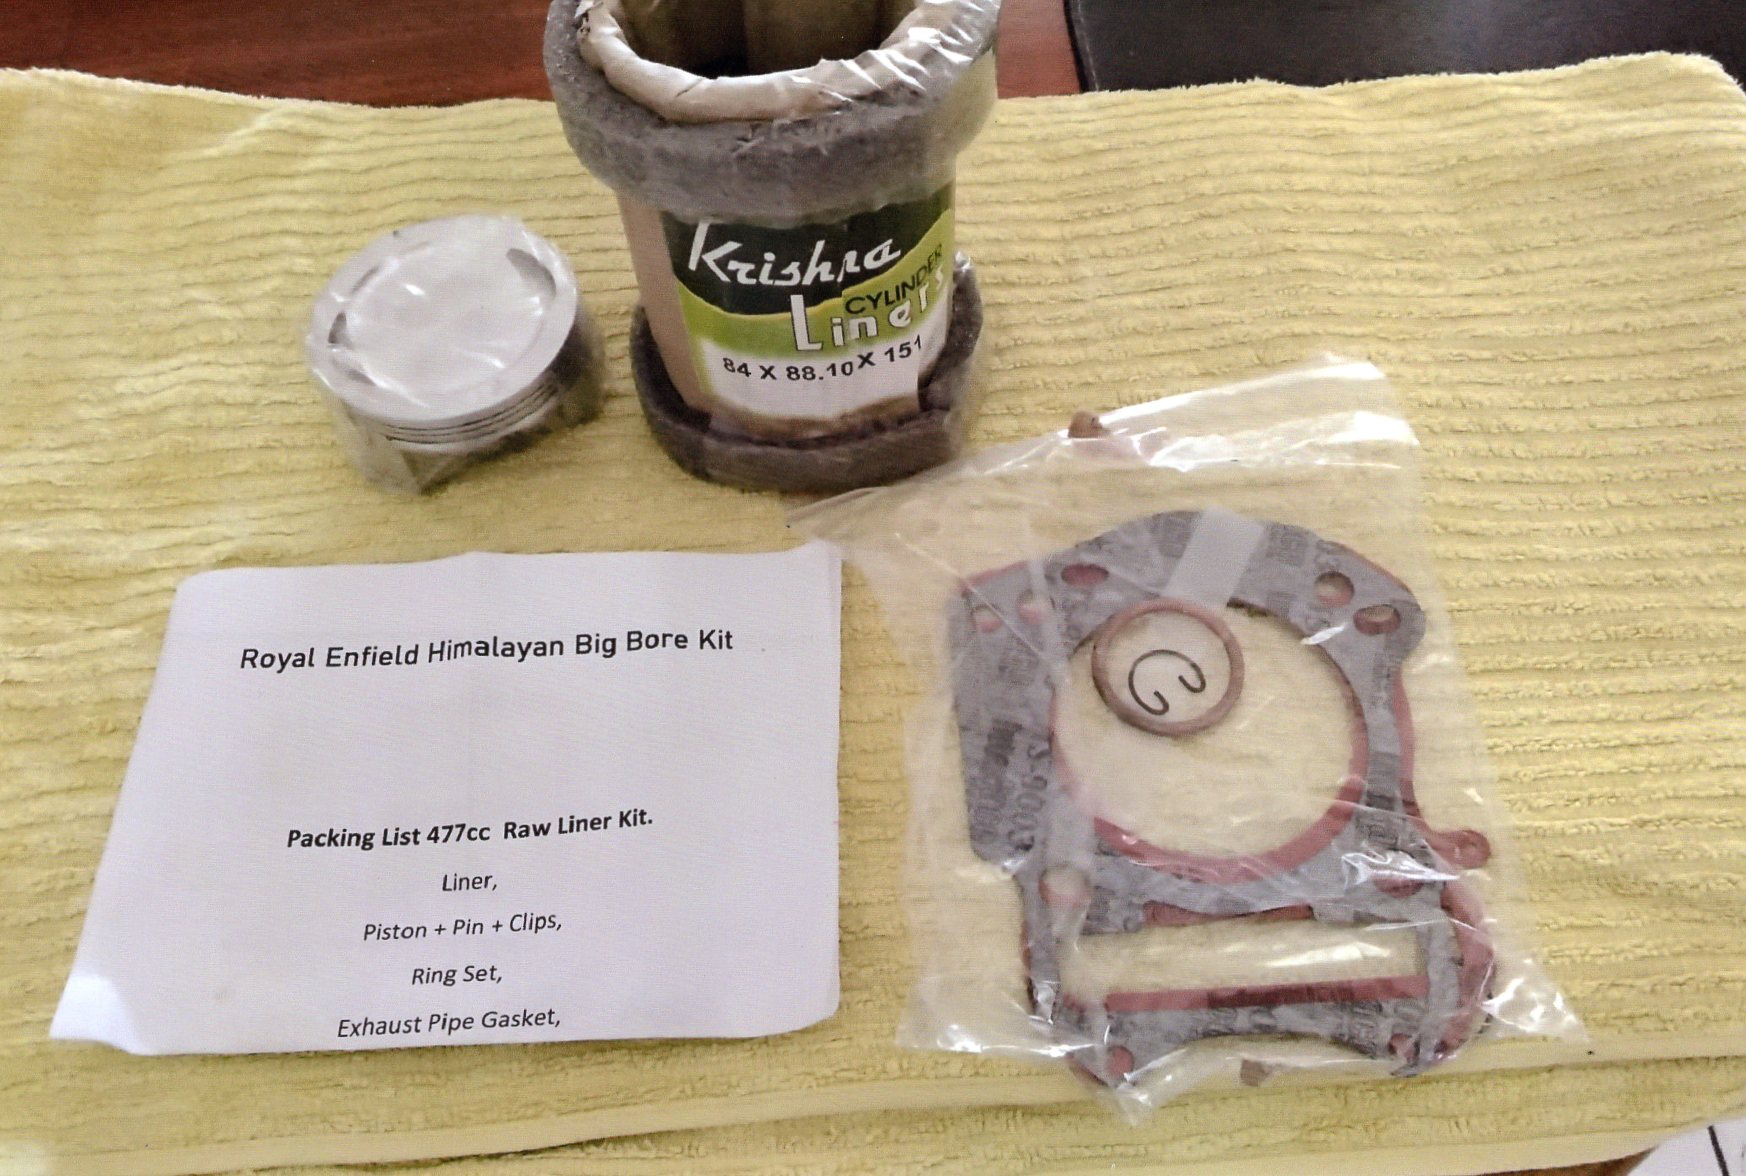 Krishna
CYLINDER
Liners
84 X 88.10 X 151
Royal Enfield Himalayan Big Bore Kit
Packing List 477cc Raw Liner Kit.
Liner,
Piston + Pin + Clips,
Ring Set,
Exhaust Pipe Gasket,